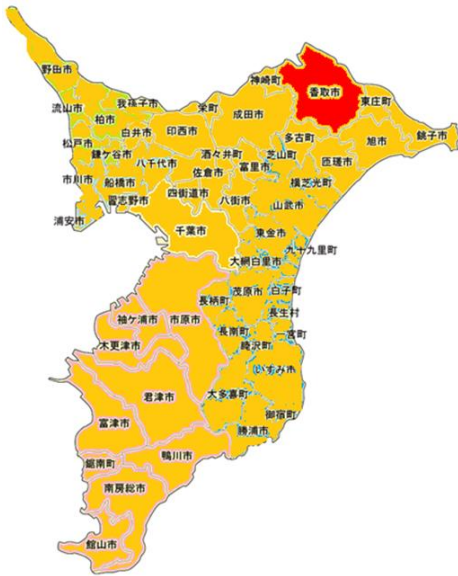 野田市
神崎町
香取市
流山市
我孫子市
栄町
成田市
東庄町
柏市
白井市
印西市
多古町
旭市
銚子市
松戸市
鎌ケ谷市
八千代市
酒々井町
芝山町
匝瑳市
市川市
船橋市
佐倉市
富里市
横芝光町
習志野市
四街道市
八街市
山武市
浦安市
千葉市
東金市
九十九里町
大網白里市
茂原市
白子町
長柄町
長生村
袖ケ浦市
市原市
長南町
一宮町
木更津市
睦沢町
いすみ市
君津市
大多喜町
御宿町
富津市
勝浦市
鋸南町
鴨川市
南房総市
館山市